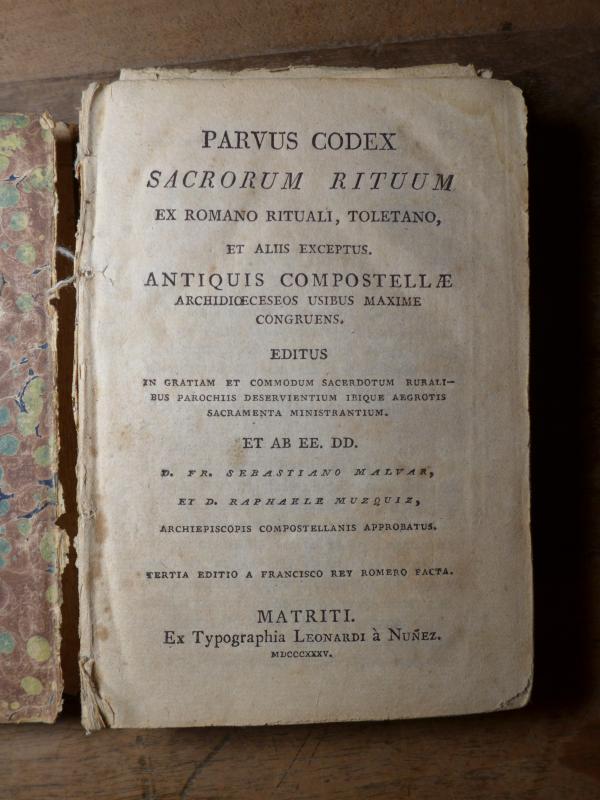 PARVUS CODEX
SACRORUM RITUUM
EX ROMANO RITUALI, TOLETANO,
ET ALIIS EXCEPTUS.
ANTIQUIS COMPOSTELLÆ
ARCHIDIŒCESEOS USIBUS MAXIME
CONGRUENS.
EDITUS
IN GRATIAM ET COMMODUM SACERDOTUM RURALI—
BUS PAROCHIIS DESERVIENTIUM IBIQUE AEGROTIS
SACRAMENTA MINISTRANTIUM.
ET AB EE. DD.
D. FR. SEBASTIANO MALVAR,
ET D. RAPHAELE MUZQUIZ,
ARCHIEPISCOPIS COMPOSTELLANIS APPROBATUS.
TERTIA EDITIO A FRANCISCO REY ROMERO FACTA.
MATRITI.
Ex Typographia LEONARDI à NUÑEZ.
MDCCCXXXV.